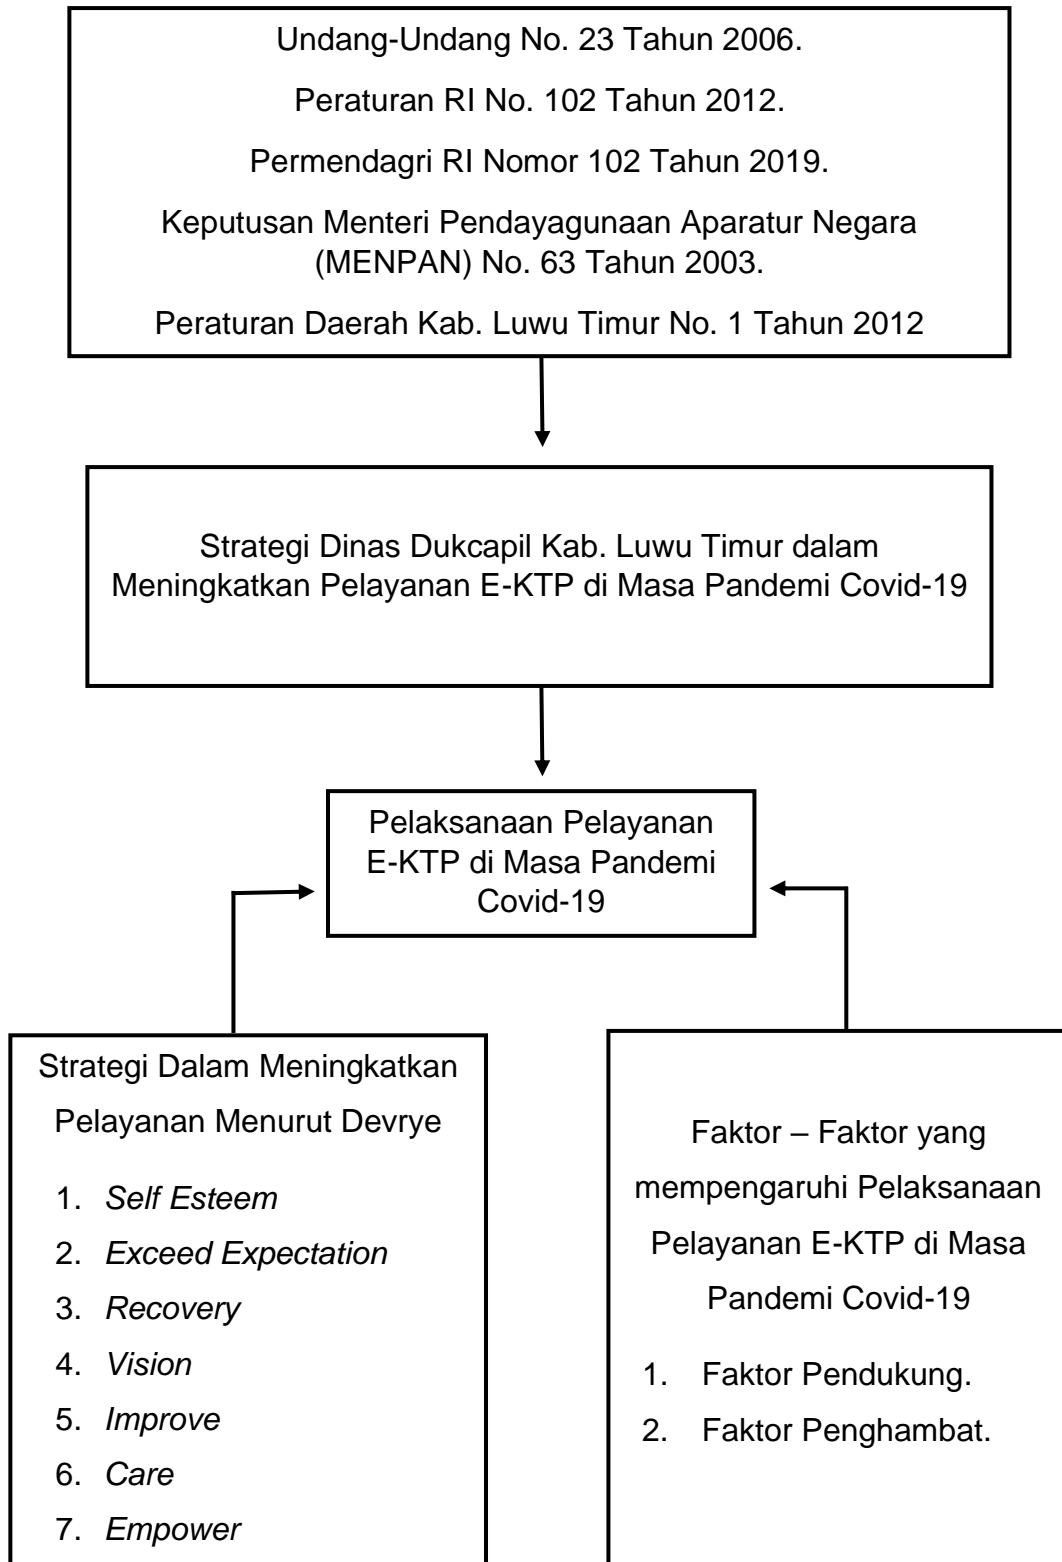 Undang-Undang No. 23 Tahun 2006.
Peraturan RI No. 102 Tahun 2012.
Permendagri RI Nomor 102 Tahun 2019.
Keputusan Menteri Pendayagunaan Aparatur Negara
(MENPAN) No. 63 Tahun 2003.
Peraturan Daerah Kab. Luwu Timur No. 1 Tahun 2012
Strategi Dinas Dukcapil Kab. Luwu Timur dalam
Meningkatkan Pelayanan E-KTP di Masa Pandemi Covid-19
Pelaksanaan Pelayanan
E-KTP di Masa Pandemi
Covid-19
Strategi Dalam Meningkatkan
Pelayanan Menurut Devrye
1. Self Esteem
2. Exceed Expectation
3. Recovery
4. Vision
5. Improve
6. Care
7. Empower
Faktor – Faktor yang
mempengaruhi Pelaksanaan
Pelayanan E-KTP di Masa
Pandemi Covid-19
1. Faktor Pendukung.
2. Faktor Penghambat.